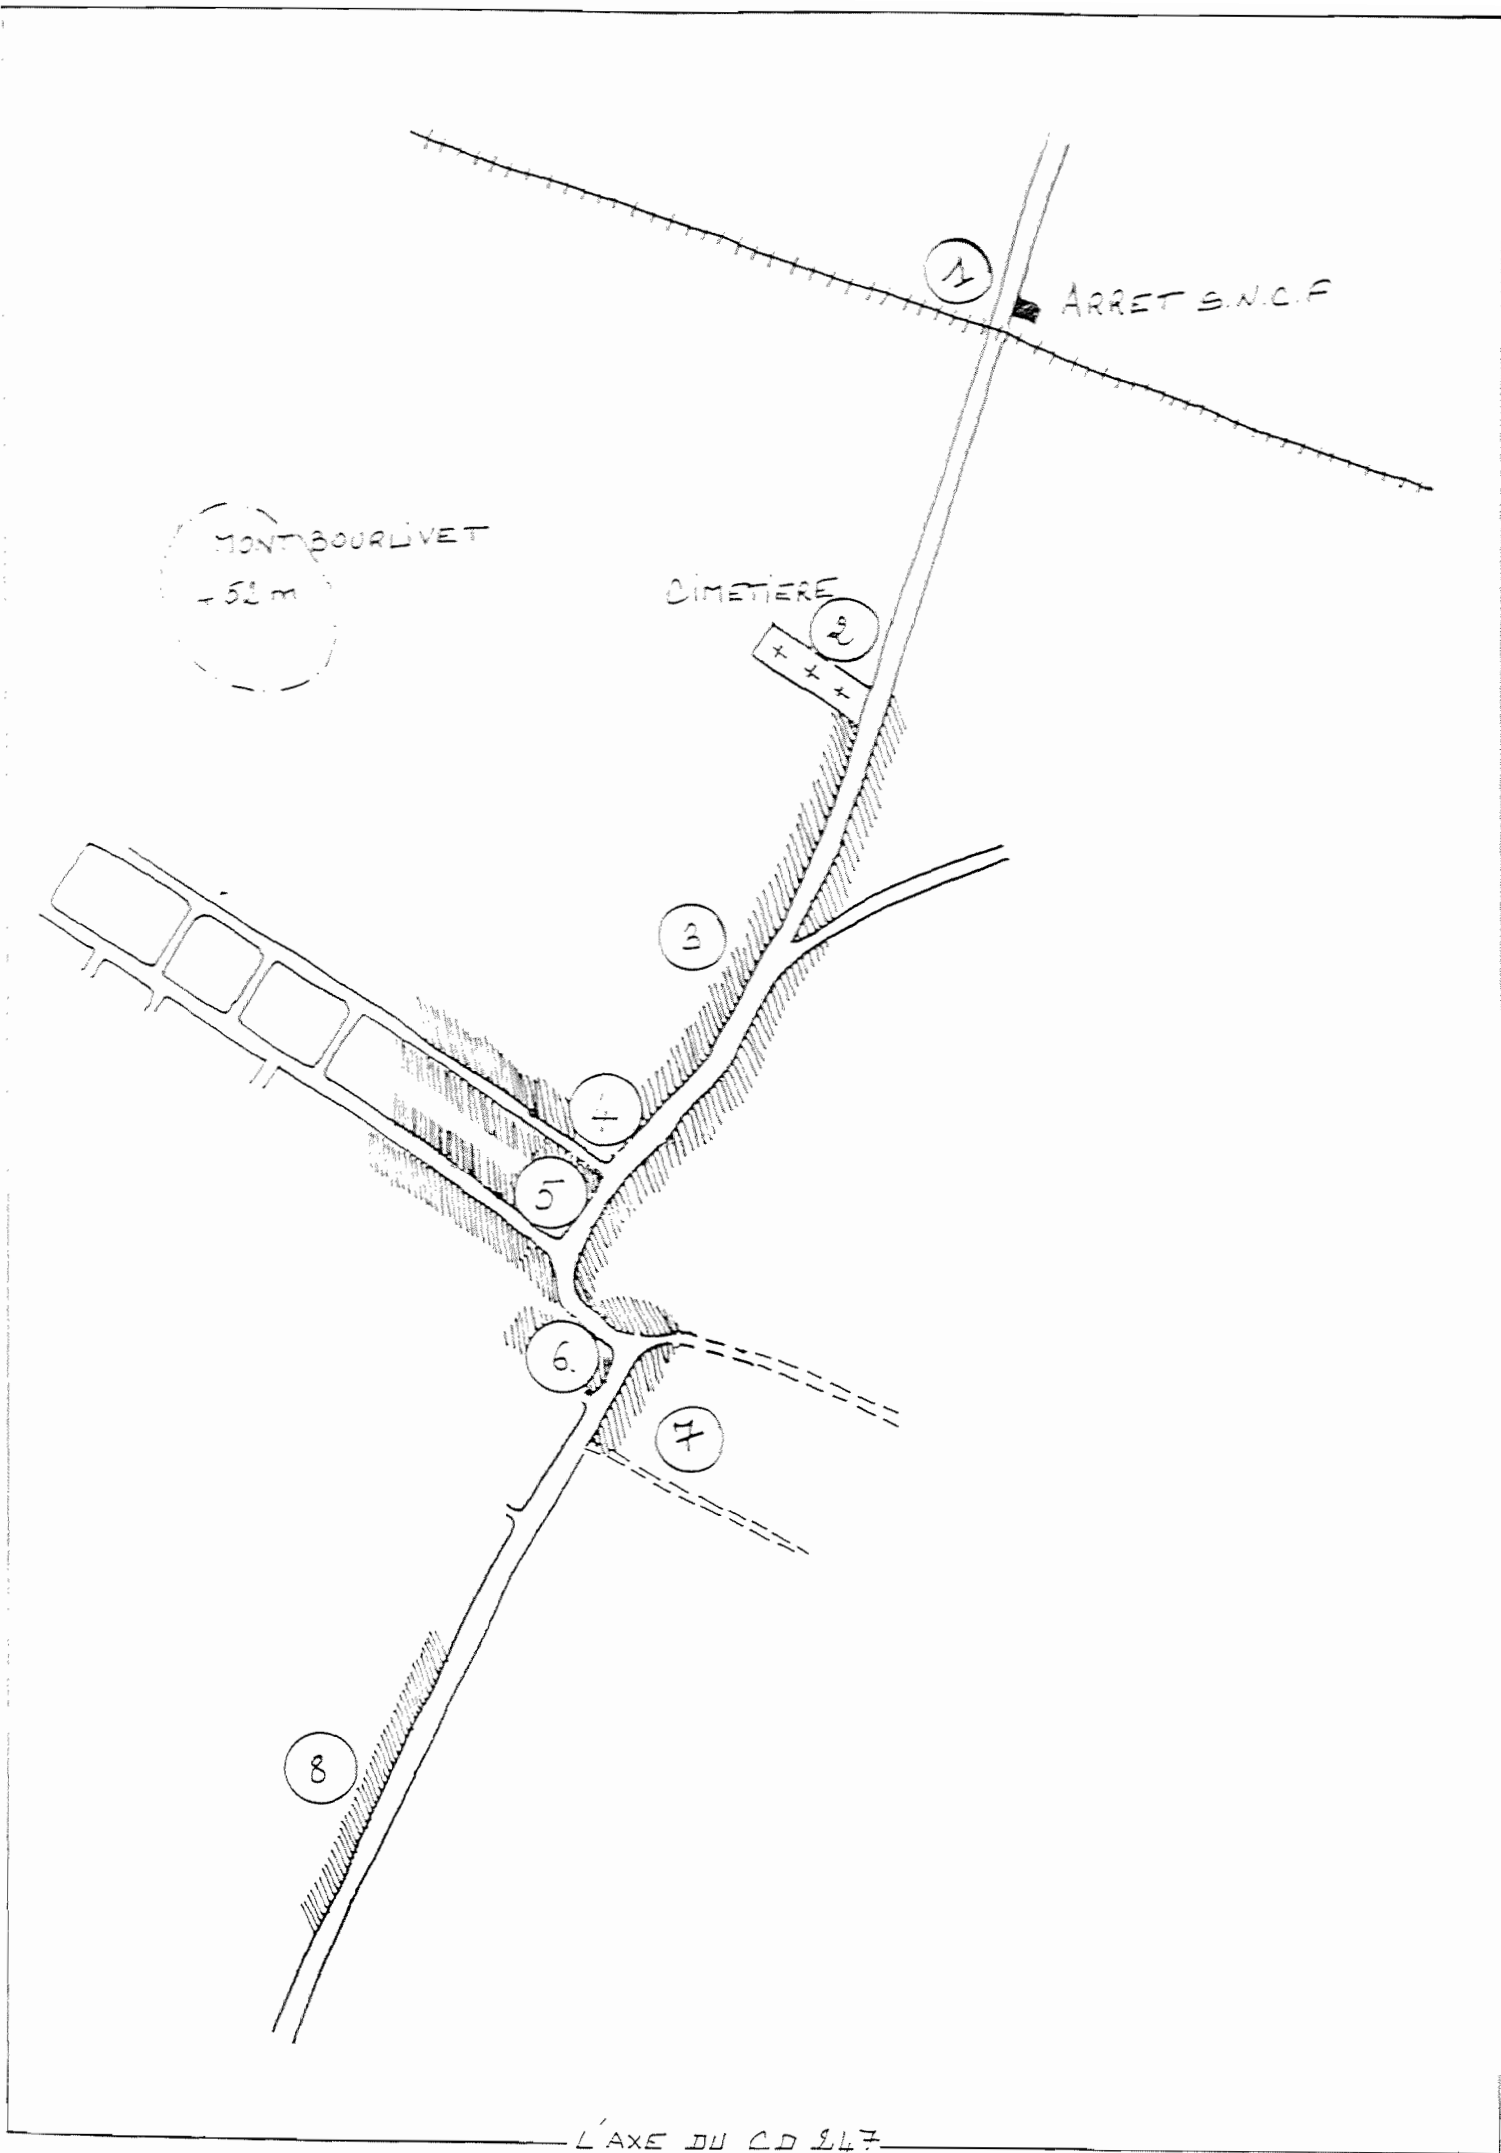 1
ARRET S.N.C.F
MONT BOURLIVET
+ 52 m
CIMETIERE
2
3
4
5
6.
7
8
L'AXE DU CD 247